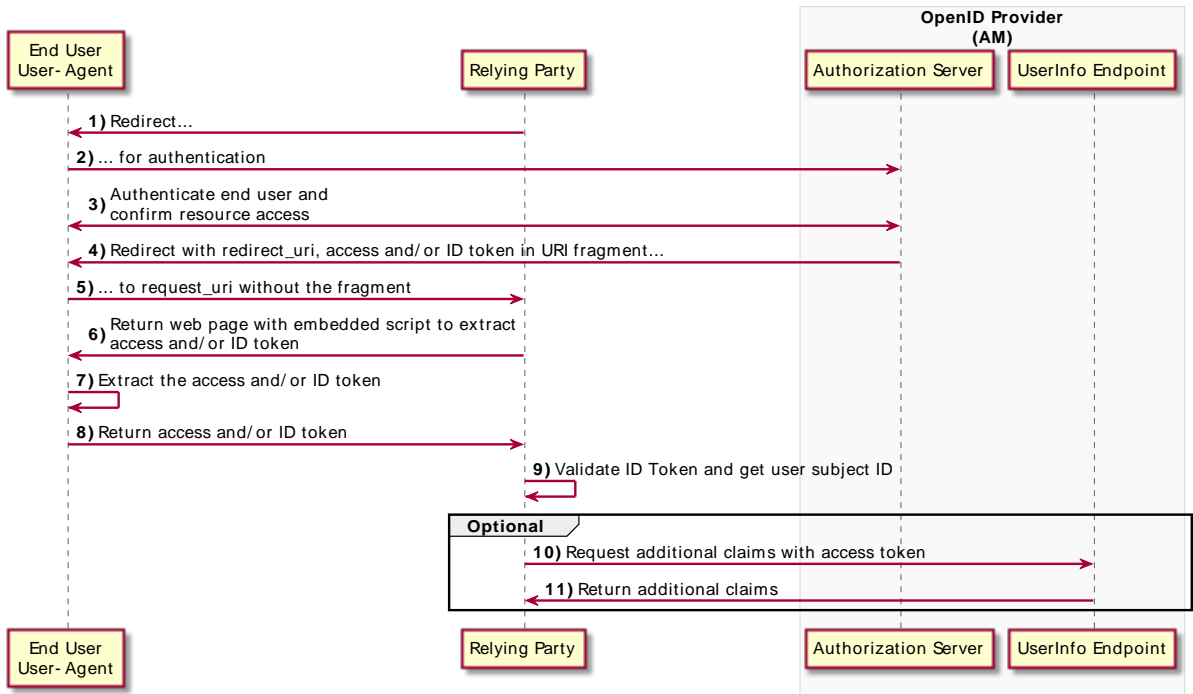 OpenID Provider
(AM)
End User
User-Agent
Relying Party
Authorization Server
UserInfo Endpoint
1) Redirect...
2) ... for authentication
3) Authenticate end user and
confirm resource access
4) Redirect with redirect_uri, access and/or ID token in URI fragment...
5) ... to request_uri without the fragment
6) Return web page with embedded script to extract
access and/or ID token
7) Extract the access and/or ID token
8) Return access and/or ID token
9) Validate ID Token and get user subject ID
Optional
10) Request additional claims with access token
11) Return additional claims
End User
User-Agent
Relying Party
Authorization Server
UserInfo Endpoint